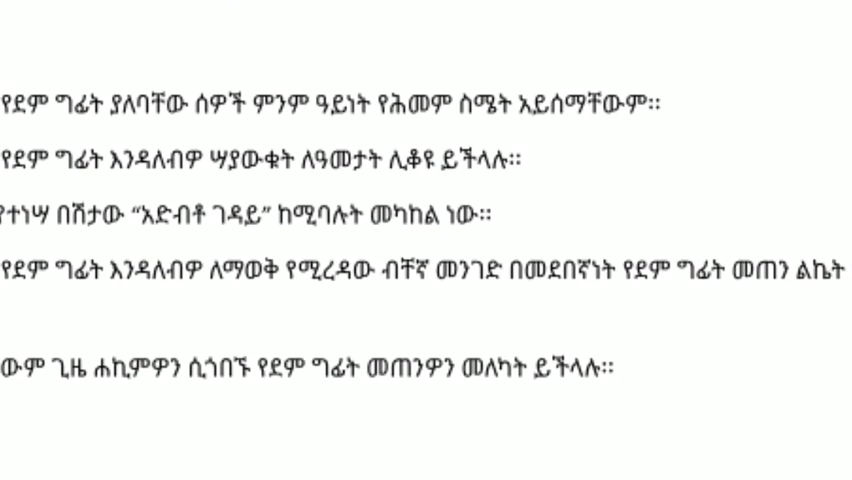 የደም ግፊት ያለባቸው ሰዎች ምንም ዓይነት የሕመም ስሜት አይሰማቸውም።
የደም ግፊት እንዳለብዎ ሣያውቁት ለዓመታት ሊቆዩ ይችላሉ።
የተነሣ በሽታው “አድብቶ ገዳይ” ከሚባሉት መካከል ነው።
የደም ግፊት እንዳለብዎ ለማወቅ የሚረዳው ብቸኛ መንገድ በመደበኛነት የደም ግፊት መጠን ልኬት
ውም ጊዜ ሐኪምዎን ሲጎበኙ የደም ግፊት መጠንዎን መለካት ይችላሉ።